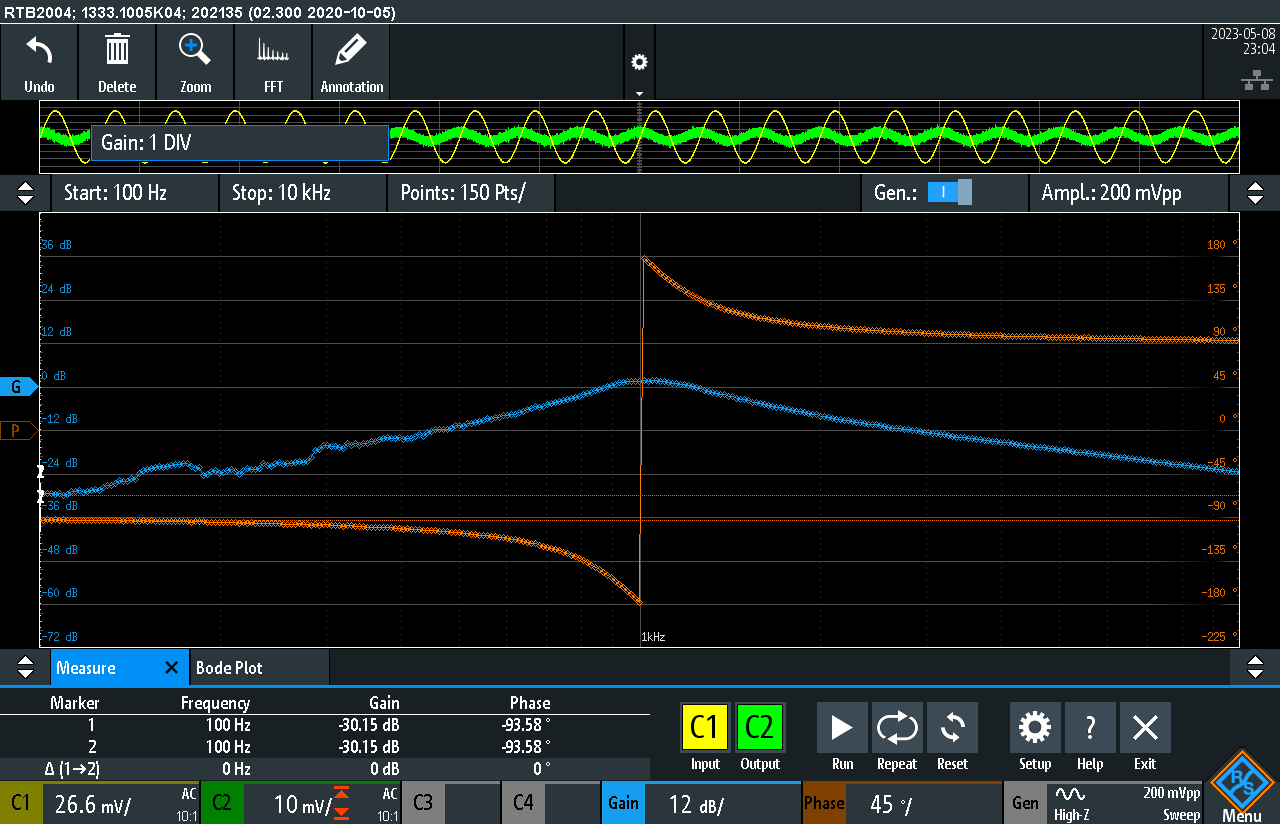 RTB2004; 1333.1005K04; 202135 (02.300 2020-10-05)
Undo Delete Zoom FFT Annotation
2023-05-08
23:04
Gain: 1 DIV
Start: 100 Hz Stop: 10 kHz Points: 150 Pts/ Gen.: I Ampl.: 200 mVpp
36 dB 180 °
24 dB 135 °
12 dB 90 °
G 0 dB 45 °
P -12 dB 0 °
-24 dB -45 °
1
2
-36 dB -90 °
-48 dB -135 °
-60 dB -180 °
-72 dB 1kHz -225 °
Measure Bode Plot
Marker Frequency Gain Phase
1 100 Hz -30.15 dB -93.58 °
2 100 Hz -30.15 dB -93.58 °
Δ (1→2) 0 Hz 0 dB 0 °
C1 C2
Input Output Run Repeat Reset Setup ? Help Exit
C1 26.6 mV/ AC 10:1 C2 10 mV/ AC 10:1 C3 C4 Gain 12 dB/ Phase 45 °/ Gen High-Z 200 mVpp Sweep
R&S
Menu